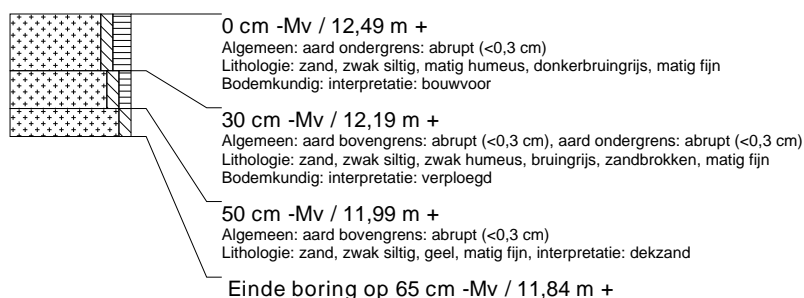 0 cm -Mv / 12,49 m +
Algemeen: aard ondergrens: abrupt (<0,3 cm)
Lithologie: zand, zwak siltig, matig humeus, donkerbruingrijs, matig fijn
Bodemkundig: interpretatie: bouwvoor
30 cm -Mv / 12,19 m +
Algemeen: aard bovengrens: abrupt (<0,3 cm), aard ondergrens: abrupt (<0,3 cm)
Lithologie: zand, zwak siltig, zwak humeus, bruingrijs, zandbrokken, matig fijn
Bodemkundig: interpretatie: verploegd
50 cm -Mv / 11,99 m +
Algemeen: aard bovengrens: abrupt (<0,3 cm)
Lithologie: zand, zwak siltig, geel, matig fijn, interpretatie: dekzand
Einde boring op 65 cm -Mv / 11,84 m +